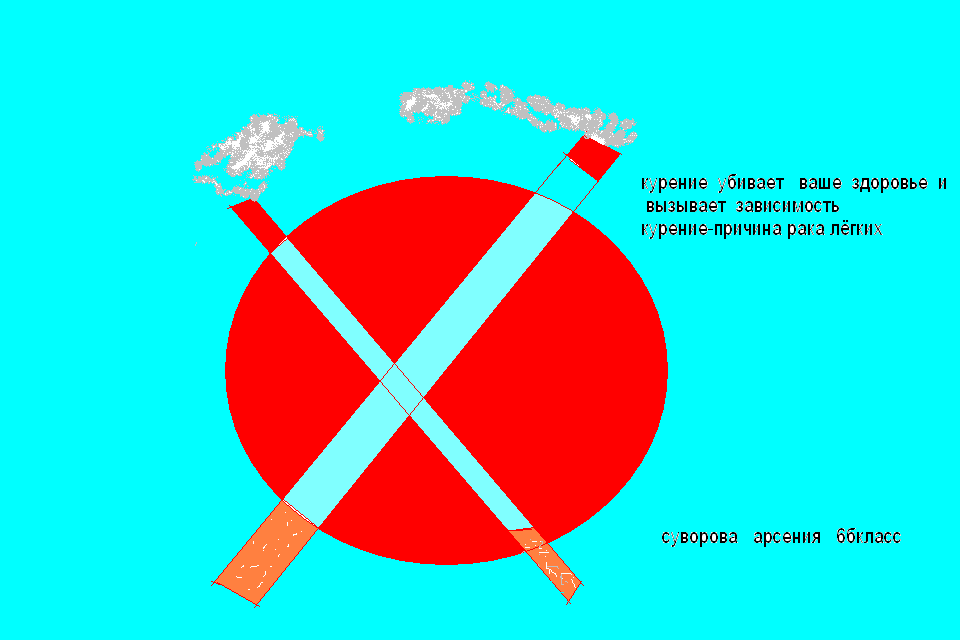 курение убивает ваше здоровье и
вызывает зависимость
курение-причина рака лёгких
суворова арсения 6бкласс